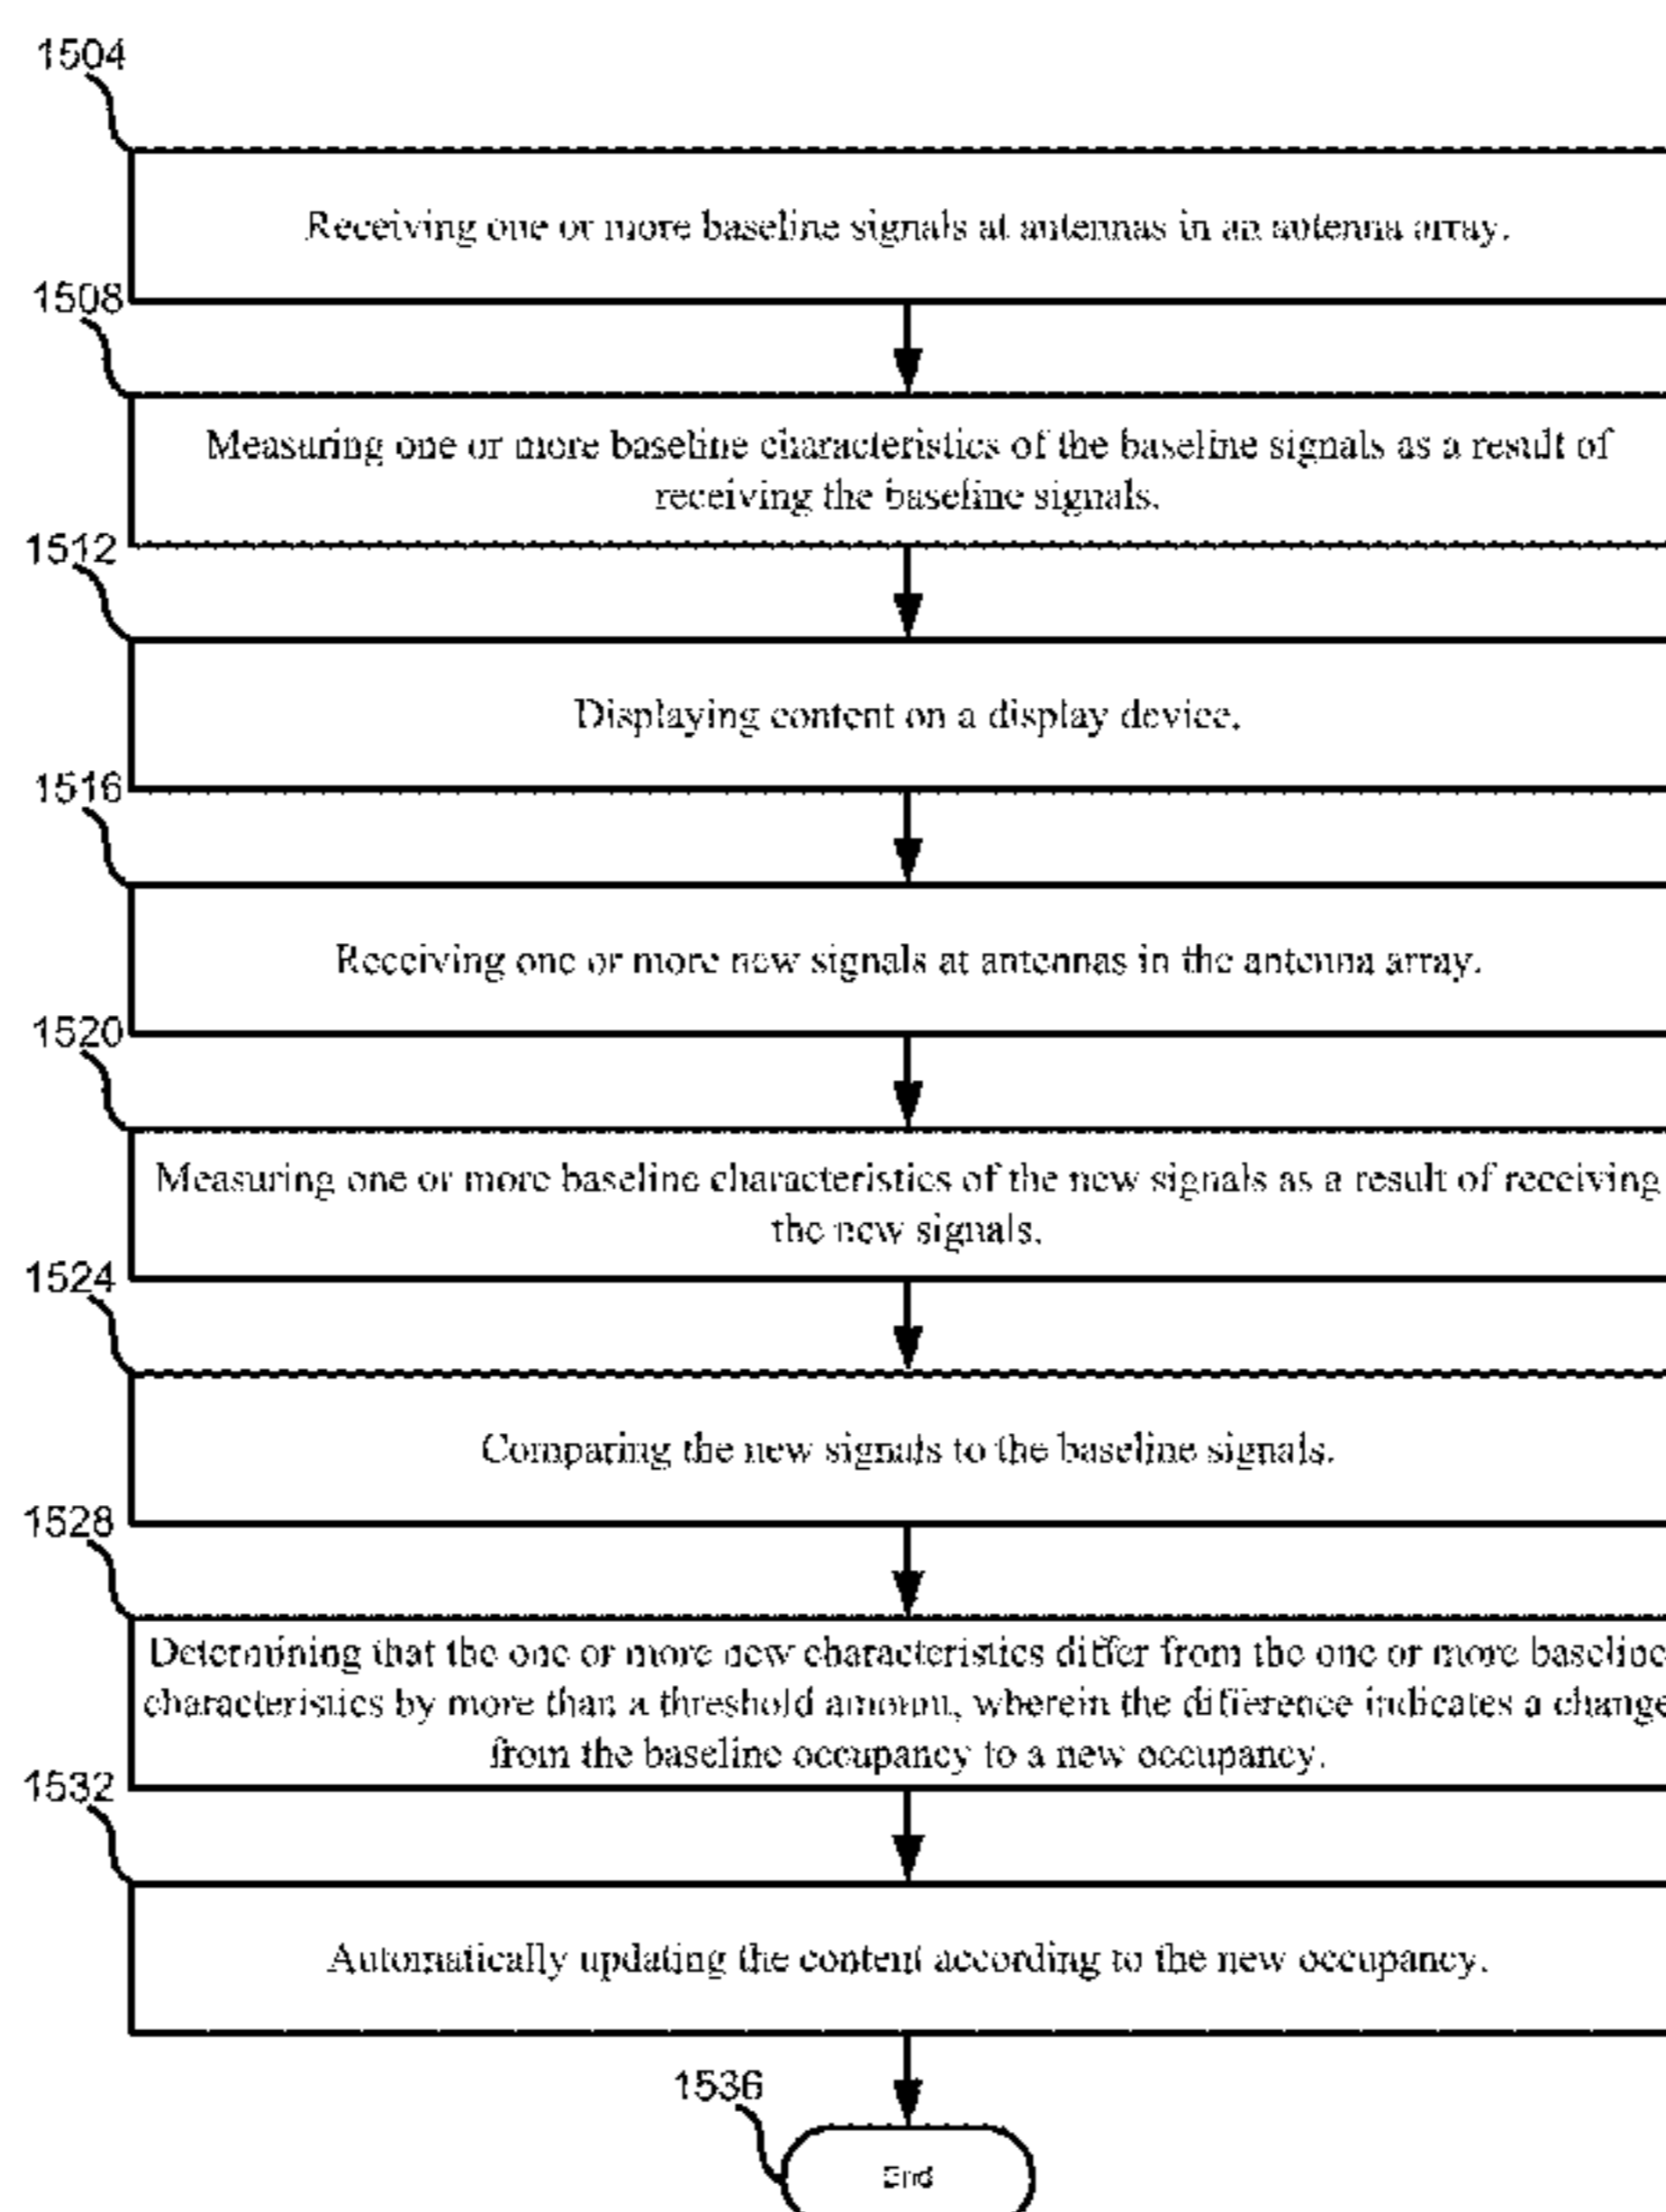 1504
Receiving one or more baseline signals at antennas in an antenna array.
1508
Measuring one or more baseline characteristics of the baseline signals as a result of
receiving the baseline signals.
1512
Displaying content on a display device.
1516
Receiving one or more new signals at antennas in the antenna array.
1520
Measuring one or more baseline characteristics of the new signals as a result of receiving
the new signals.
1524
Comparing the new signals to the baseline signals.
1528
Determining that the one or more new characteristics differ from the one or more baseline
characteristics by more than a threshold amount, wherein the difference indicates a change
from the baseline occupancy to a new occupancy.
1532
Automatically updating the content according to the new occupancy.
1536
End